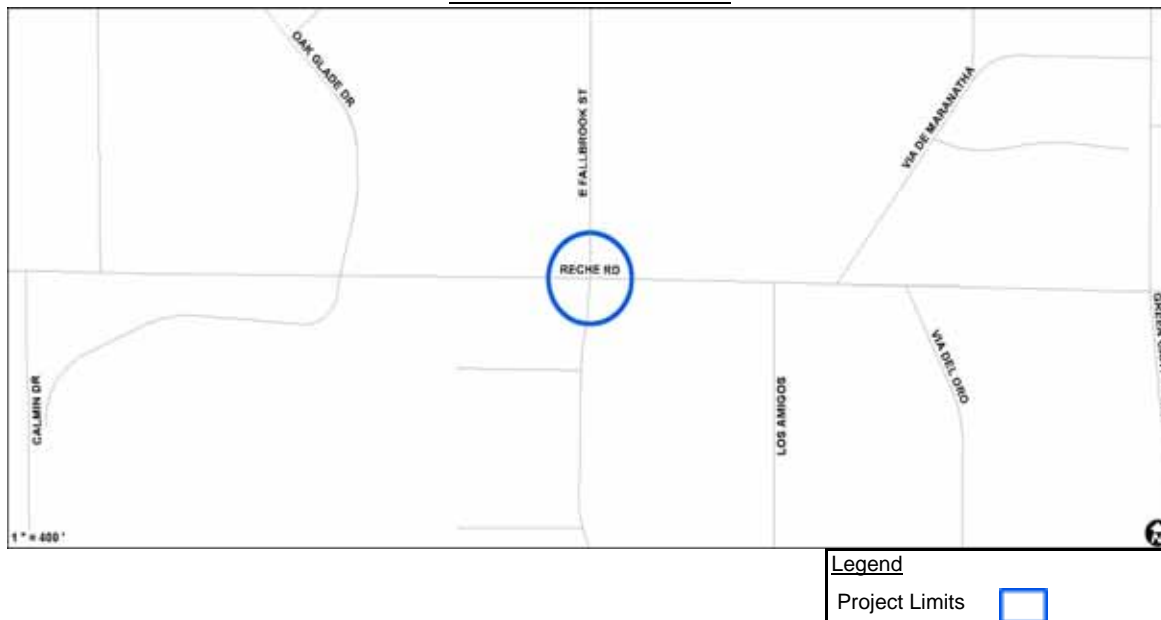 OAK GLADE DR
E FALLBROOK ST
VIA DE MARANATHA
RECHE RD
CALMIN DR
LOS AMIGOS
VIA DEL ORO
GREEN
1" = 400'
N
Legend
Project Limits